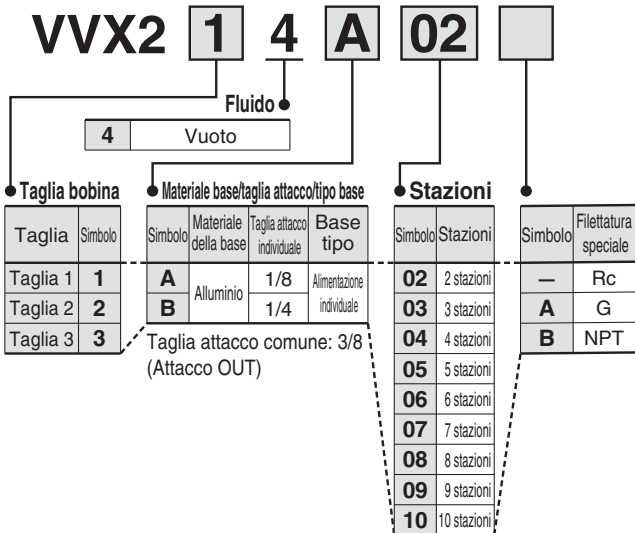 VVX2 1 4 A 02
Fluido
4 Vuoto
Taglia bobina
Taglia Simbolo
Taglia 1 1
Taglia 2 2
Taglia 3 3
Materiale base/taglia attacco/tipo base
Simbolo Materiale della base Taglia attacco individuale Base tipo
A Alluminio 1/8 Alimentazione individuale
B 1/4
Taglia attacco comune: 3/8
(Attacco OUT)
Stazioni
Simbolo Stazioni
02 2 stazioni
03 3 stazioni
04 4 stazioni
05 5 stazioni
06 6 stazioni
07 7 stazioni
08 8 stazioni
09 9 stazioni
10 10 stazioni
Simbolo Filettatura speciale
— Rc
A G
B NPT